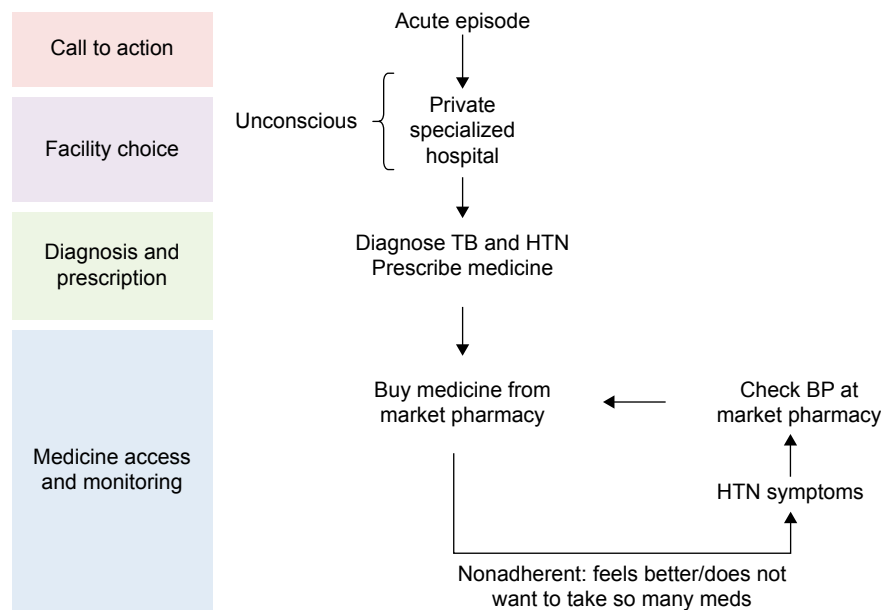 Call to action
Acute episode
Unconscious
Private
specialized
hospital
Facility choice
Diagnosis and
prescription
Diagnose TB and HTN
Prescribe medicine
Medicine access
and monitoring
Buy medicine from
market pharmacy
Check BP at
market pharmacy
HTN symptoms
Nonadherent: feels better/does not
want to take so many meds